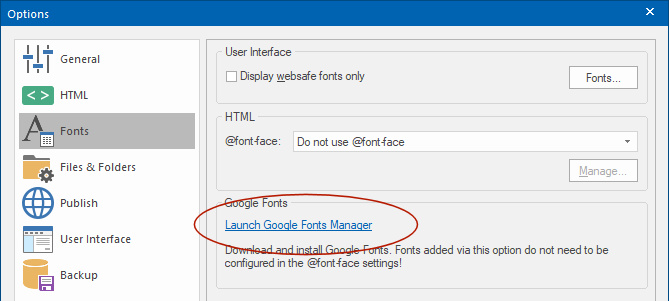 Options
General
HTML
Fonts
Files & Folders
Publish
User Interface
Backup
User Interface
Display websafe fonts only
Fonts...
HTML
@font-face:
Do not use @font-face
Manage...
Google Fonts
Launch Google Fonts Manager
Download and install Google Fonts. Fonts added via this option do not need to be
configured in the @font-face settings!